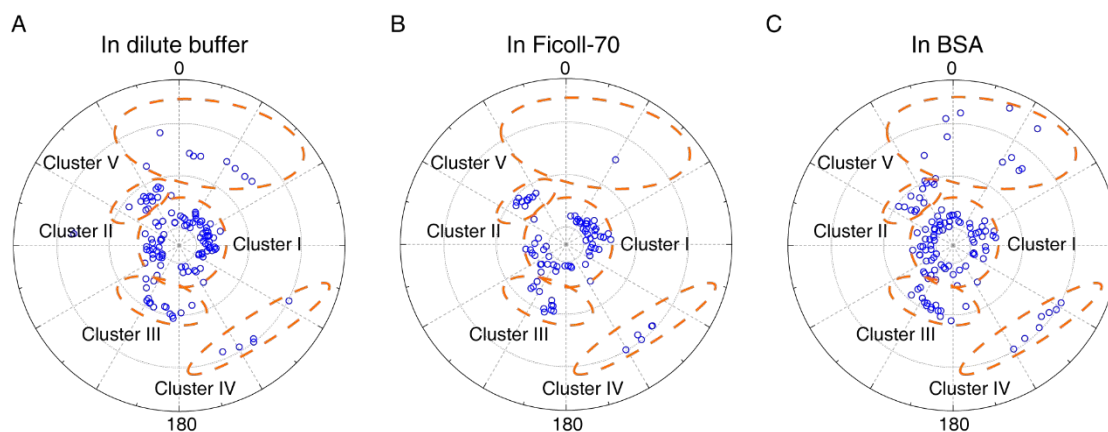 A
In dilute buffer
0
Cluster V
Cluster II
Cluster I
Cluster III
Cluster IV
180
B
In Ficoll-70
0
Cluster V
Cluster II
Cluster I
Cluster III
Cluster IV
180
C
In BSA
0
Cluster V
Cluster II
Cluster I
Cluster III
Cluster IV
180